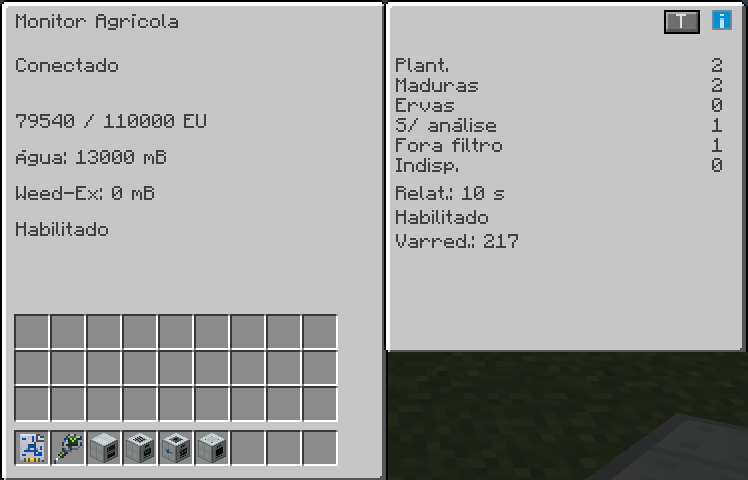 Monitor Agrícola
Conectado
79540 / 110000 EU
Água: 13000 mB
Weed-Ex: 0 mB
Habilitado
T
i
Plant. 2
Maduras 2
Ervas 0
S/ análise 1
Fora filtro 1
Indisp. 0
Relat.: 10 s
Habilitado
Varred.: 217